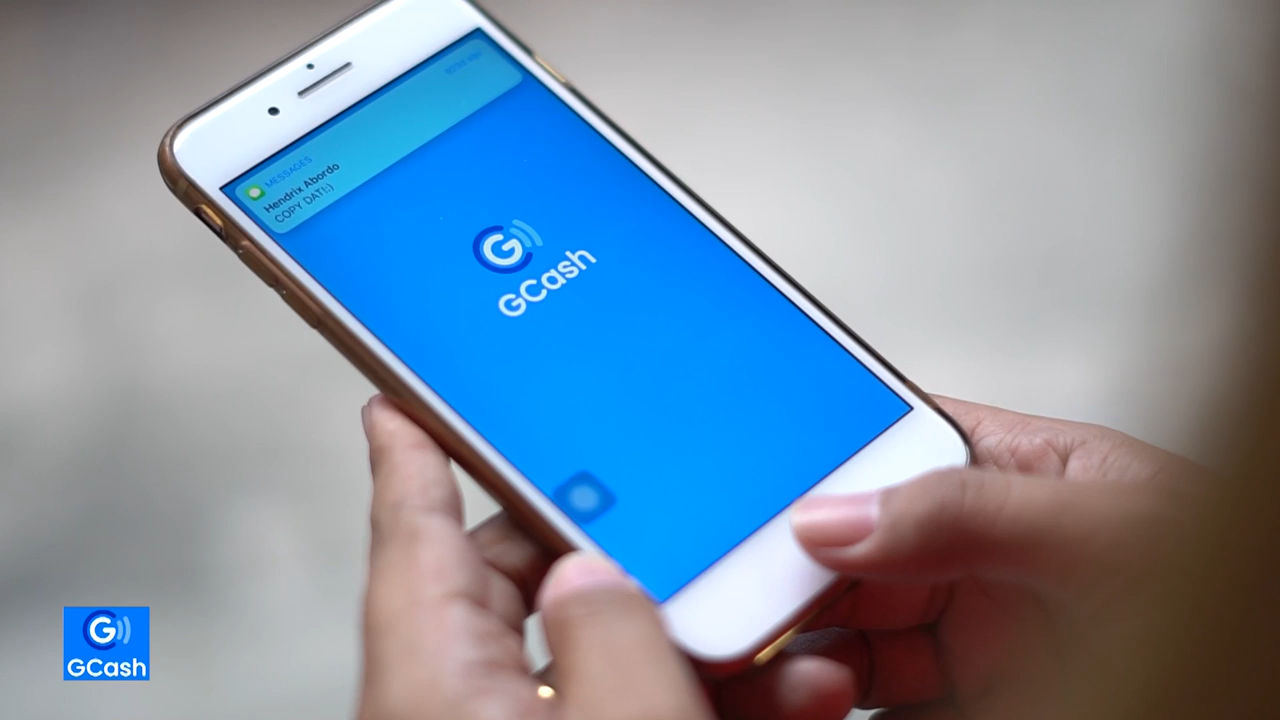 MESSAGES
Hendrix Abordo
COPY DAT!:)
G
GCash
G
GCash